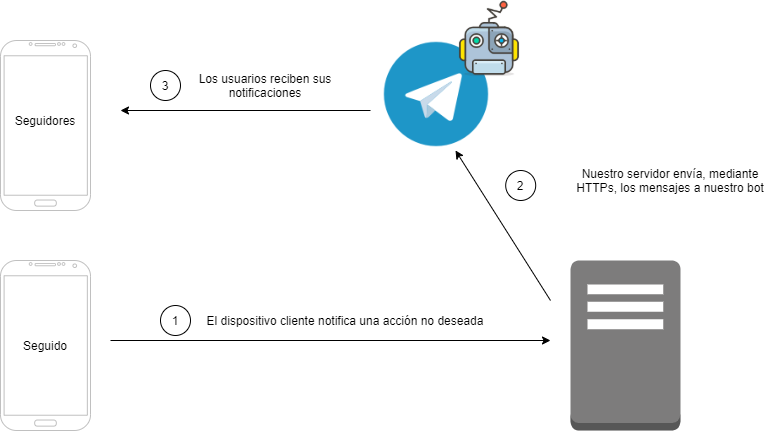 3
Los usuarios reciben sus
notificaciones
Seguidores
2
Nuestro servidor envía, mediante
HTTPs, los mensajes a nuestro bot
1
El dispositivo cliente notifica una acción no deseada
Seguido